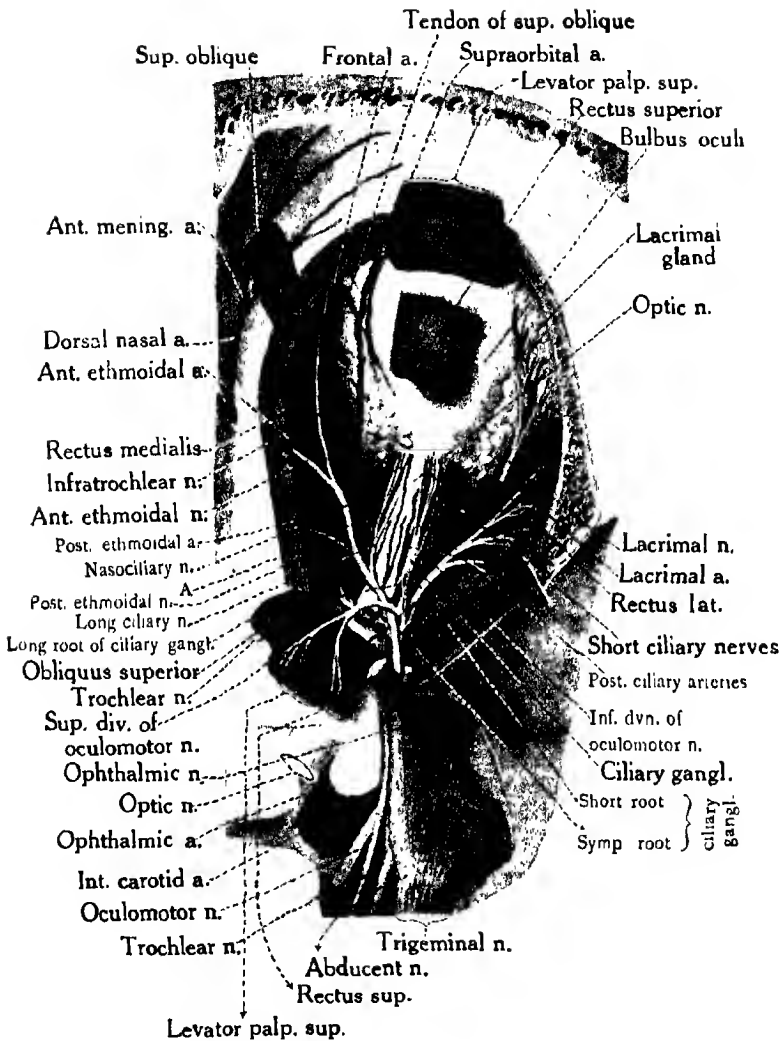 Tendon of sup. oblique
Sup. oblique
Frontal a.
Supraorbital a.
Levator palp. sup.
Rectus superior
Bulbus oculi
Ant. mening. a.
Lacrimal
gland
Optic n.
Dorsal nasal a.
Ant. ethmoidal a.
Rectus medialis
Infratrochlear n.
Ant. ethmoidal n.
Post. ethmoidal a.
Nasociliary n.
A
Post. ethmoidal n.
Long ciliary n.
Long root of ciliary gangl.
Obliquus superior
Trochlear n.
Sup. div. of
oculomotor n.
Ophthalmic n.
Optic n.
Ophthalmic a.
Int. carotid a.
Oculomotor n.
Trochlear n.
Lacrimal n.
Lacrimal a.
Rectus lat.
Short ciliary nerves
Post. ciliary arteries
Inf. dvn. of
oculomotor n.
Ciliary gangl.
Short root
Symp root
ciliary
gangl.
Trigeminal n.
Abducent n.
Rectus sup.
Levator palp. sup.